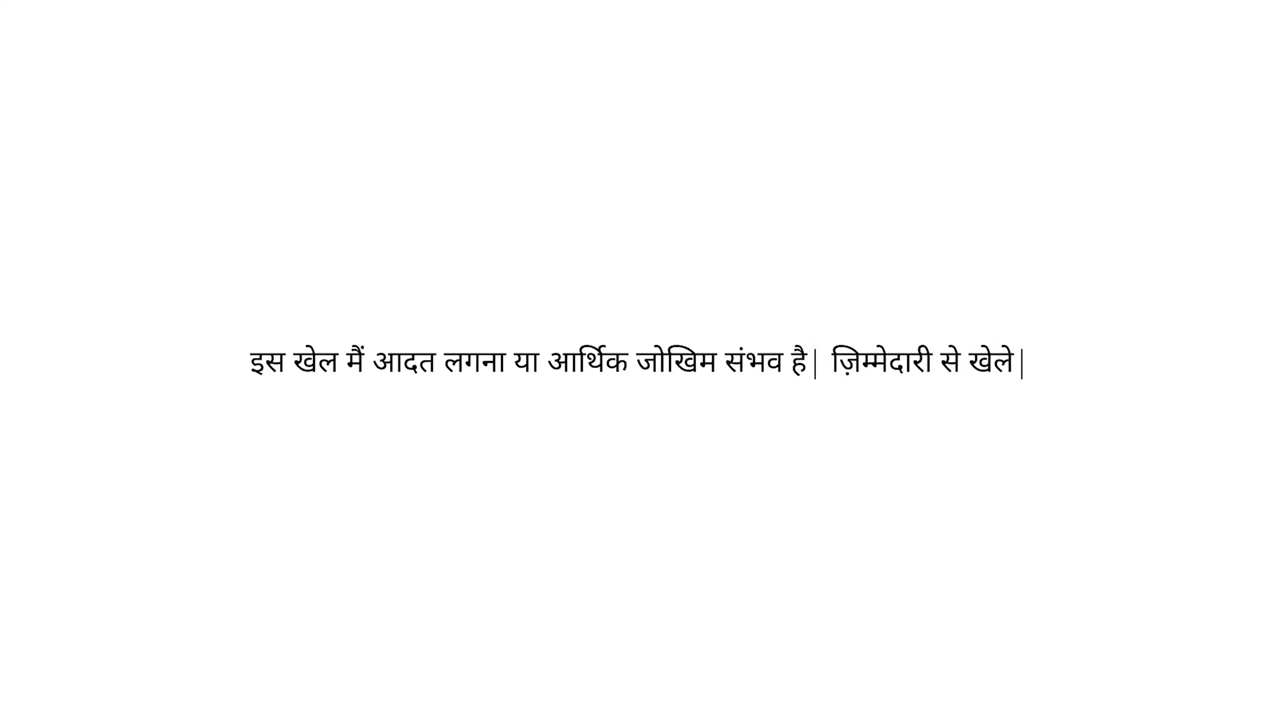 इस खेल मैं आदत लगना या आर्थिक जोखिम संभव है| ज़िम्मेदारी से खेले|